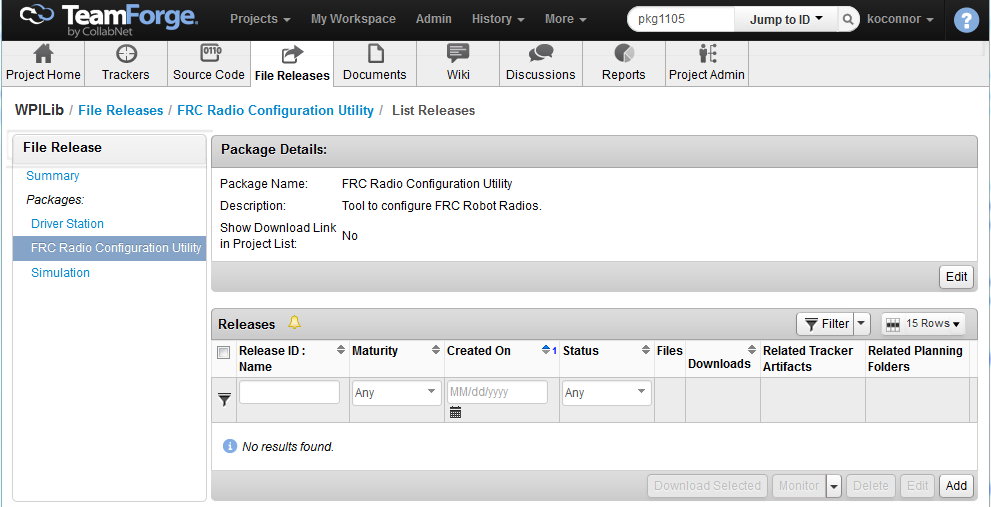 TeamForge.
by CollabNet
Projects My Workspace Admin History More pkg1105 Jump to ID koconnor ?
Project Home Trackers Source Code File Releases Documents Wiki Discussions Reports Project Admin
0110
WPILib / File Releases / FRC Radio Configuration Utility / List Releases
File Release
Summary
Packages:
Driver Station
FRC Radio Configuration Utility
Simulation
Package Details:
Package Name: FRC Radio Configuration Utility
Description: Tool to configure FRC Robot Radios.
Show Download Link
in Project List: No
Edit
Releases Filter 15 Rows
Release ID :
Name
Maturity
Created On 1
Status
Files
Downloads
Related Tracker
Artifacts
Related Planning
Folders
Any MM/dd/yyyy Any
No results found.
Download Selected Monitor Delete Edit Add